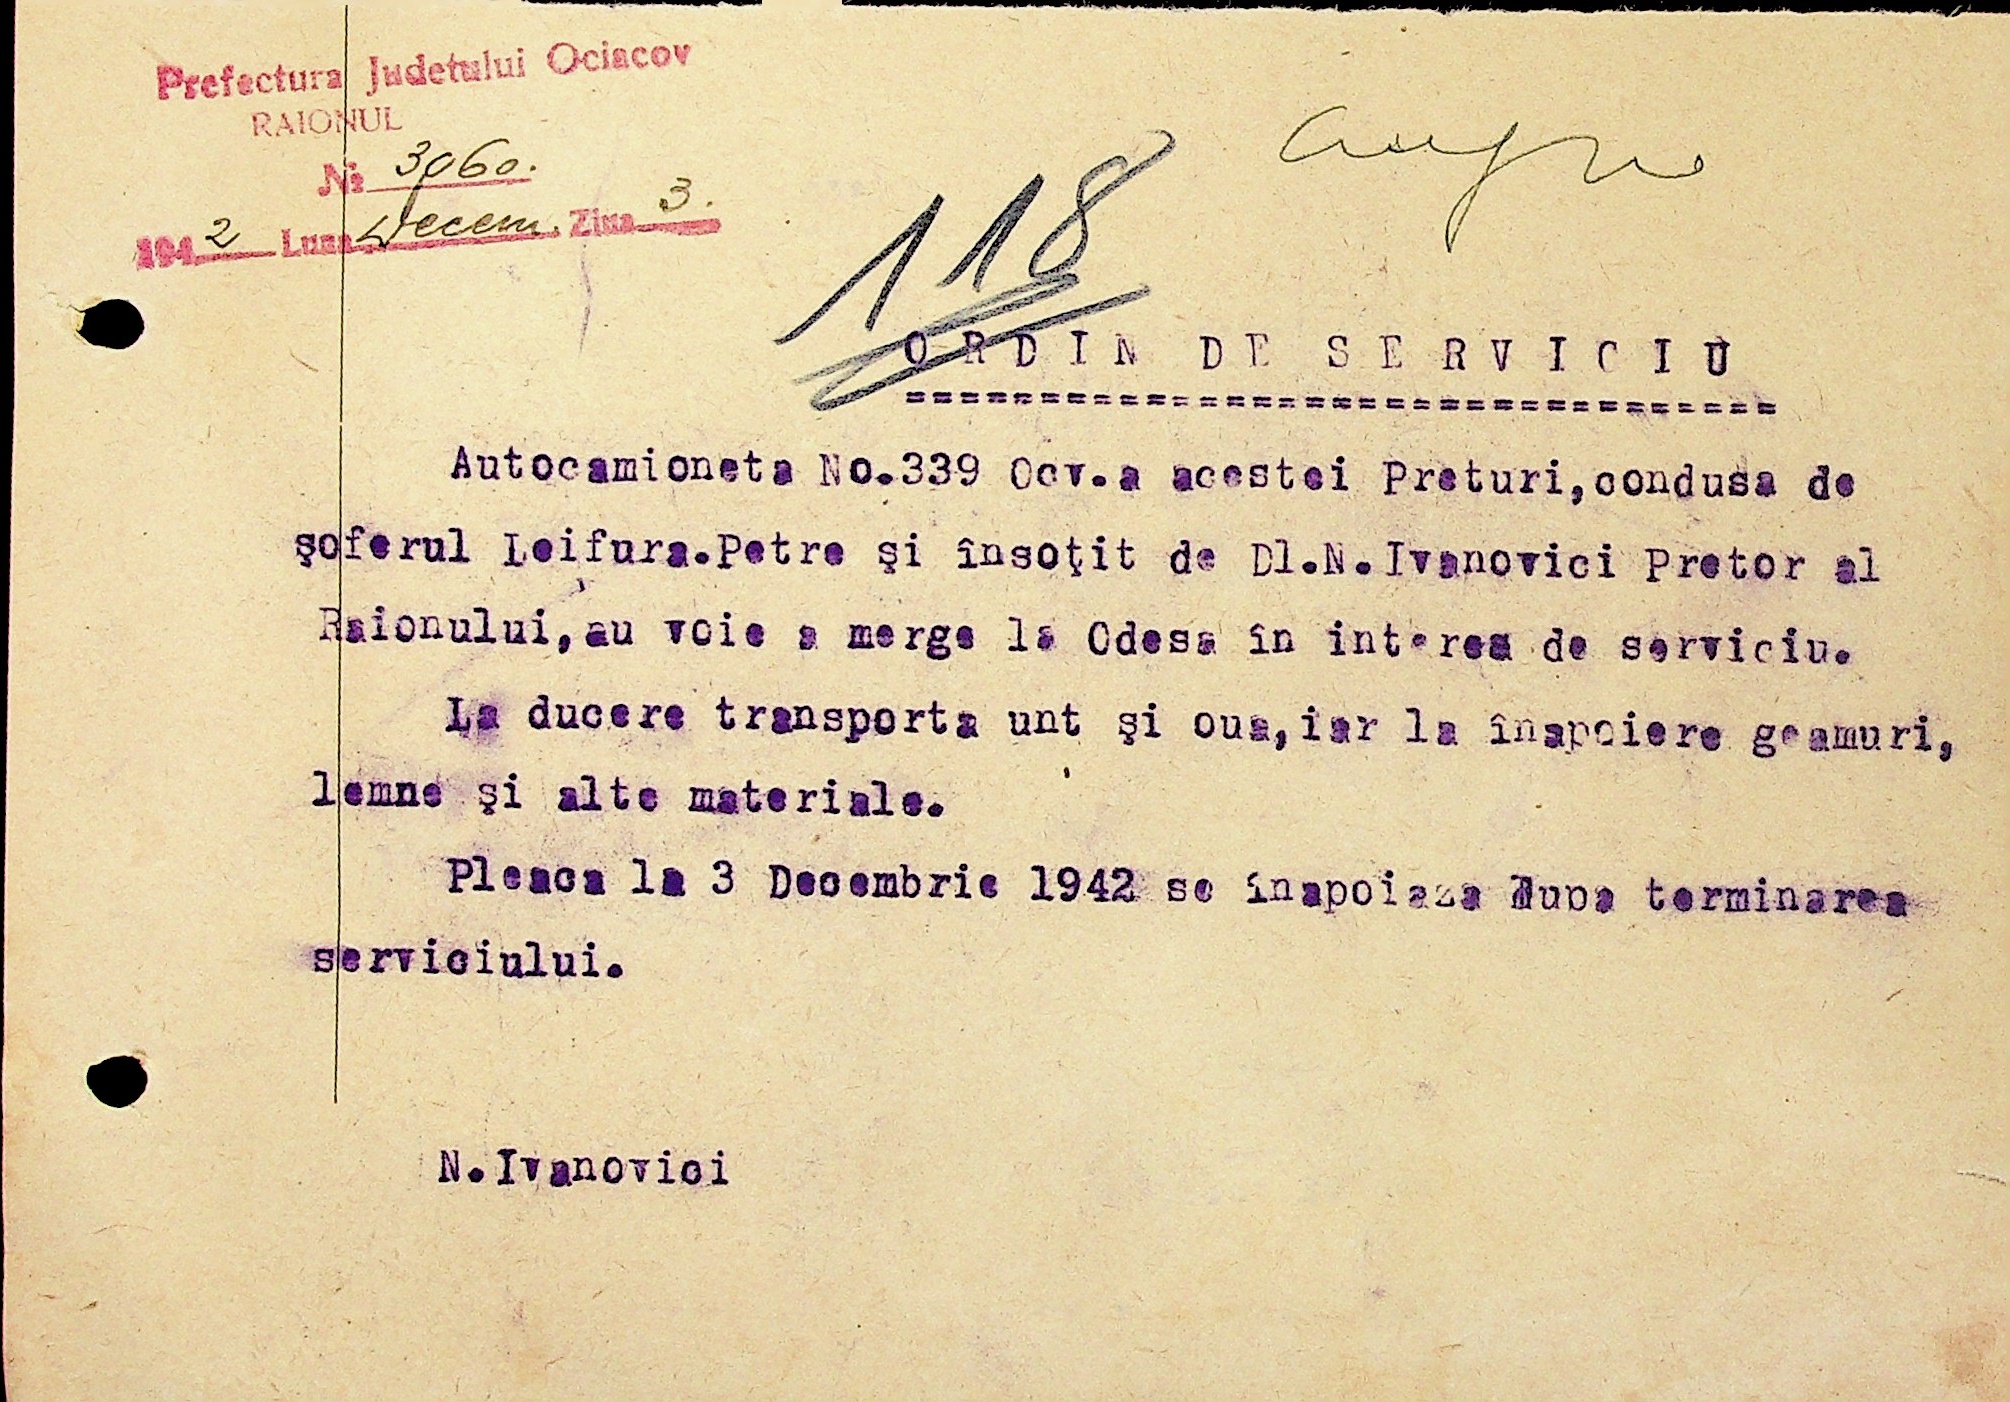 Prefectura Judetului Ociacov
RAIONUL
№ 3060.
1942 Luna Decem. Ziua 3.
118
ORDIN DE SERVICIU
=================================
Autocamioneta No.339 Ocv.a acestei Preturi,condusa de
şoferul Leifura.Petre şi însoţit de Dl.N.Ivanovici Pretor al
Raionului,au voie a merge la Odesa în interes de serviciu.
La ducere transporta unt şi oua,iar la înapoiere geamuri,
lemne şi alte materiale.
Pleaca la 3 Decembrie 1942 se înapoiaza dupa terminarea
serviciului.
N.Ivanovici